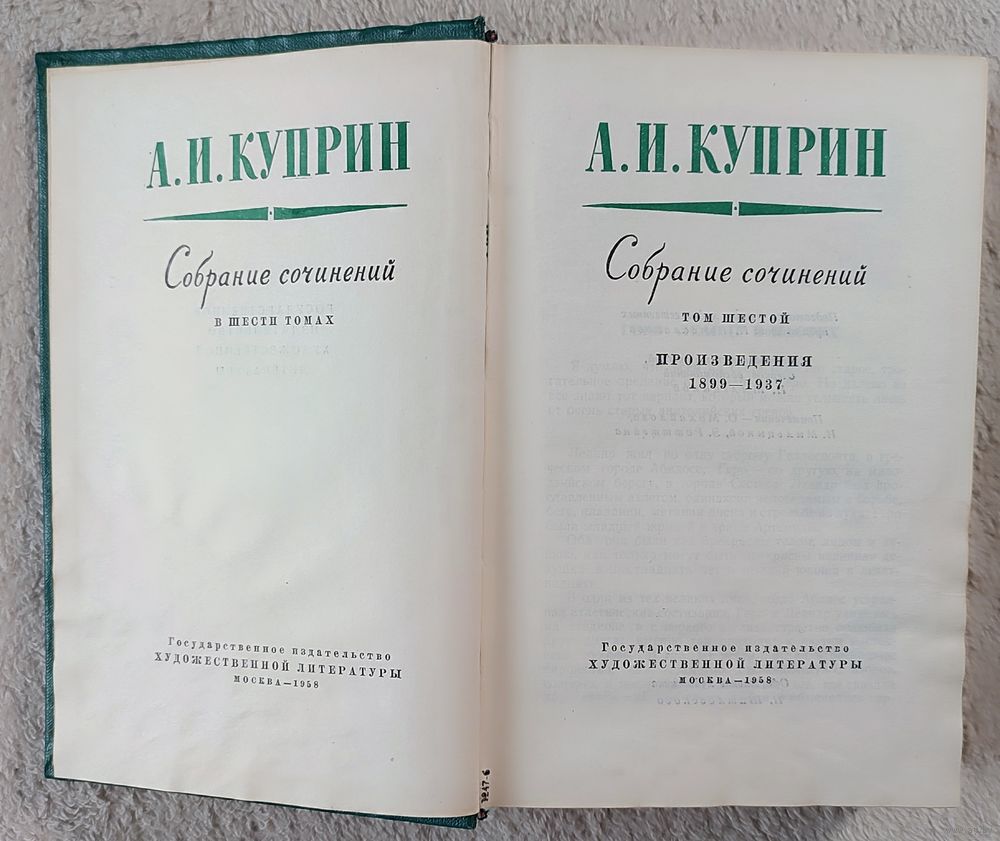 А.И.КУПРИН
Собрание сочинений
В ШЕСТИ ТОМАХ
Государственное издательство
ХУДОЖЕСТВЕННОЙ ЛИТЕРАТУРЫ
МОСКВА—1958
А.И.КУПРИН
Собрание сочинений
ТОМ ШЕСТОЙ
ПРОИЗВЕДЕНИЯ
1899—1937
Государственное издательство
ХУДОЖЕСТВЕННОЙ ЛИТЕРАТУРЫ
МОСКВА—1958